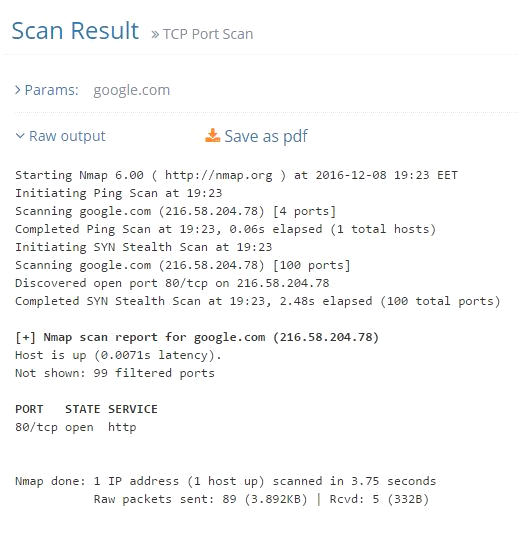 Scan Result » TCP Port Scan
> Params: google.com
Raw output Save as pdf
Starting Nmap 6.00 ( http://nmap.org ) at 2016-12-08 19:23 EET
Initiating Ping Scan at 19:23
Scanning google.com (216.58.204.78) [4 ports]
Completed Ping Scan at 19:23, 0.06s elapsed (1 total hosts)
Initiating SYN Stealth Scan at 19:23
Scanning google.com (216.58.204.78) [100 ports]
Discovered open port 80/tcp on 216.58.204.78
Completed SYN Stealth Scan at 19:23, 2.48s elapsed (100 total ports)
[+] Nmap scan report for google.com (216.58.204.78)
Host is up (0.0071s latency).
Not shown: 99 filtered ports
PORT STATE SERVICE
80/tcp open http
Nmap done: 1 IP address (1 host up) scanned in 3.75 seconds
Raw packets sent: 89 (3.892KB) | Rcvd: 5 (332B)